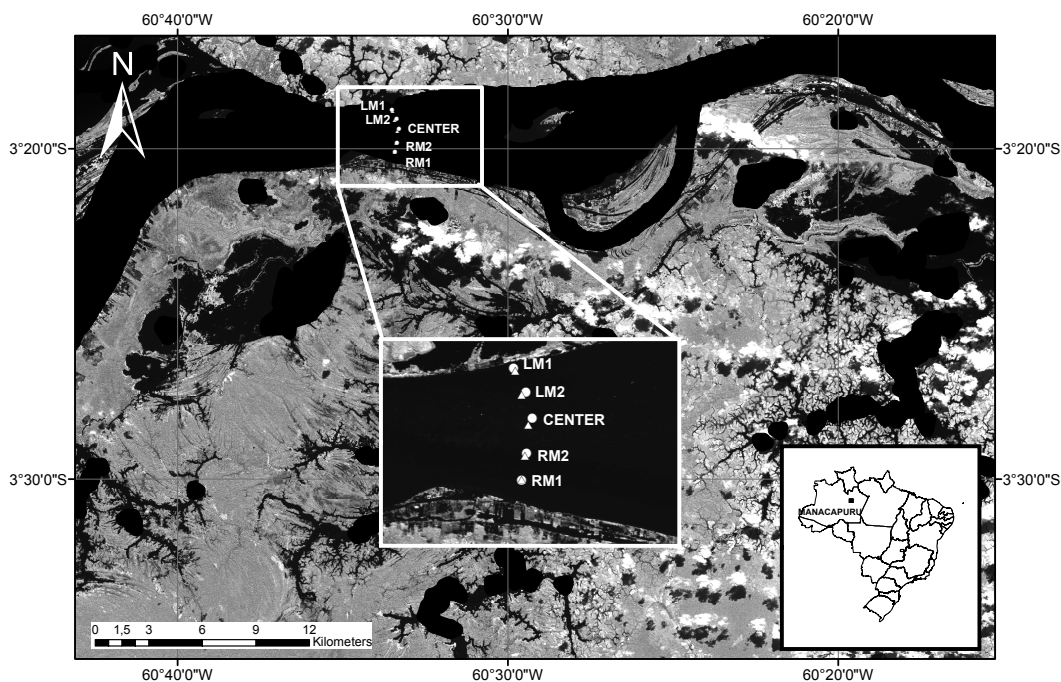 60°40'0"W 60°30'0"W 60°20'0"W
N
LM1
LM2
CENTER
3°20'0"S 3°20'0"S
RM2
RM1
LM1
LM2
CENTER
RM2
RM1
3°30'0"S 3°30'0"S
MANACAPURU
0 1,5 3 6 9 12
Kilometers
60°40'0"W 60°30'0"W 60°20'0"W